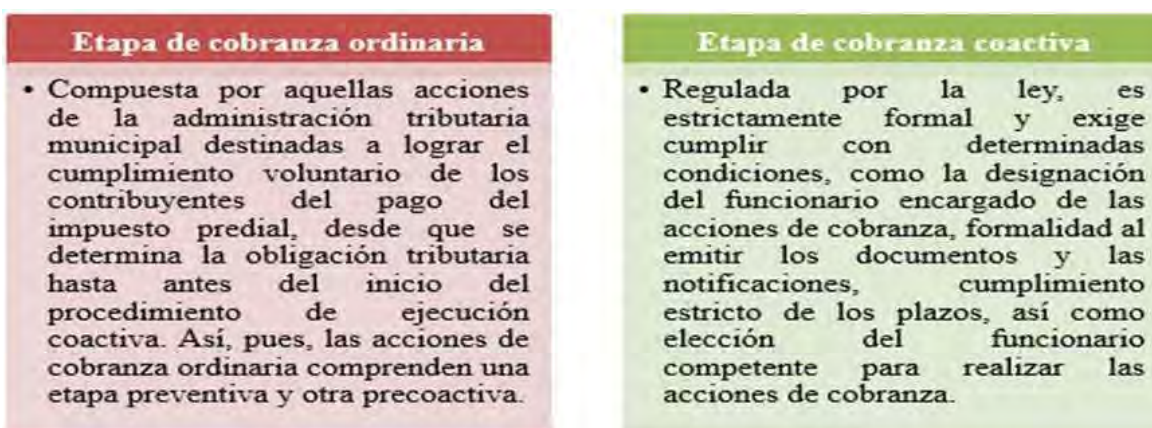 Etapa de cobranza ordinaria
• Compuesta por aquellas acciones
de la administración tributaria
municipal destinadas a lograr el
cumplimiento voluntario de los
contribuyentes del pago del
impuesto predial, desde que se
determina la obligación tributaria
hasta antes del inicio del
procedimiento de ejecución
coactiva. Así, pues, las acciones de
cobranza ordinaria comprenden una
etapa preventiva y otra precoactiva.
Etapa de cobranza coactiva
• Regulada por la ley, es
estrictamente formal y exige
cumplir con determinadas
condiciones, como la designación
del funcionario encargado de las
acciones de cobranza, formalidad al
emitir los documentos y las
notificaciones, cumplimiento
estricto de los plazos, así como
elección del funcionario
competente para realizar las
acciones de cobranza.